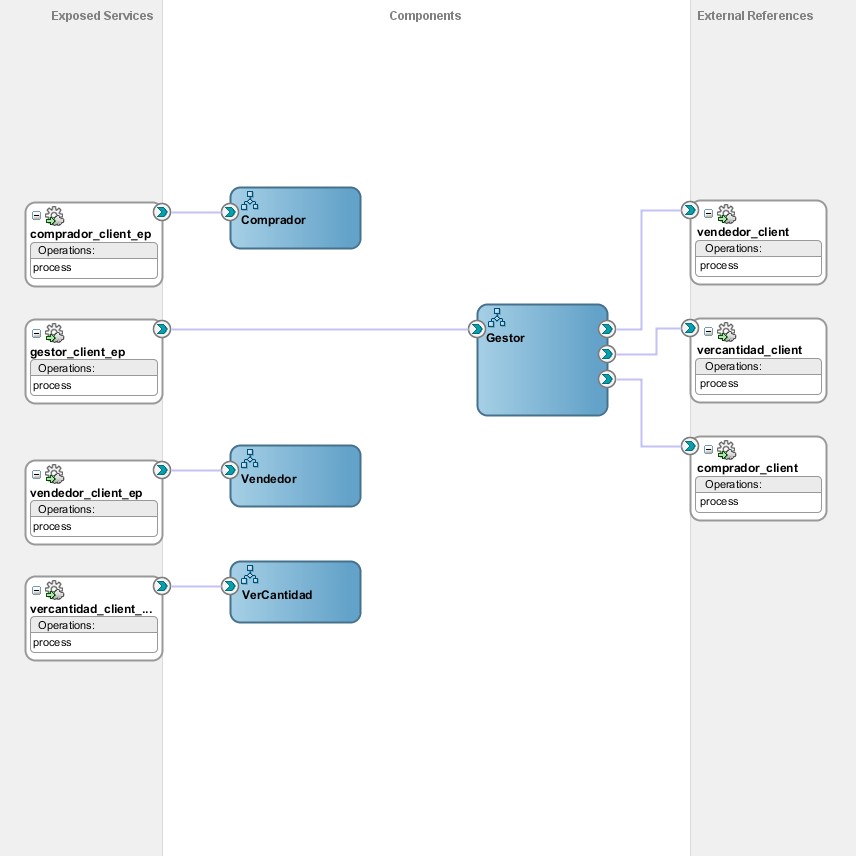 Exposed Services
Components
External References
comprador_client_ep
Operations:
process
Comprador
gestor_client_ep
Operations:
process
Gestor
vendedor_client_ep
Operations:
process
Vendedor
vercantidad_client_...
Operations:
process
VerCantidad
vendedor_client
Operations:
process
vercantidad_client
Operations:
process
comprador_client
Operations:
process